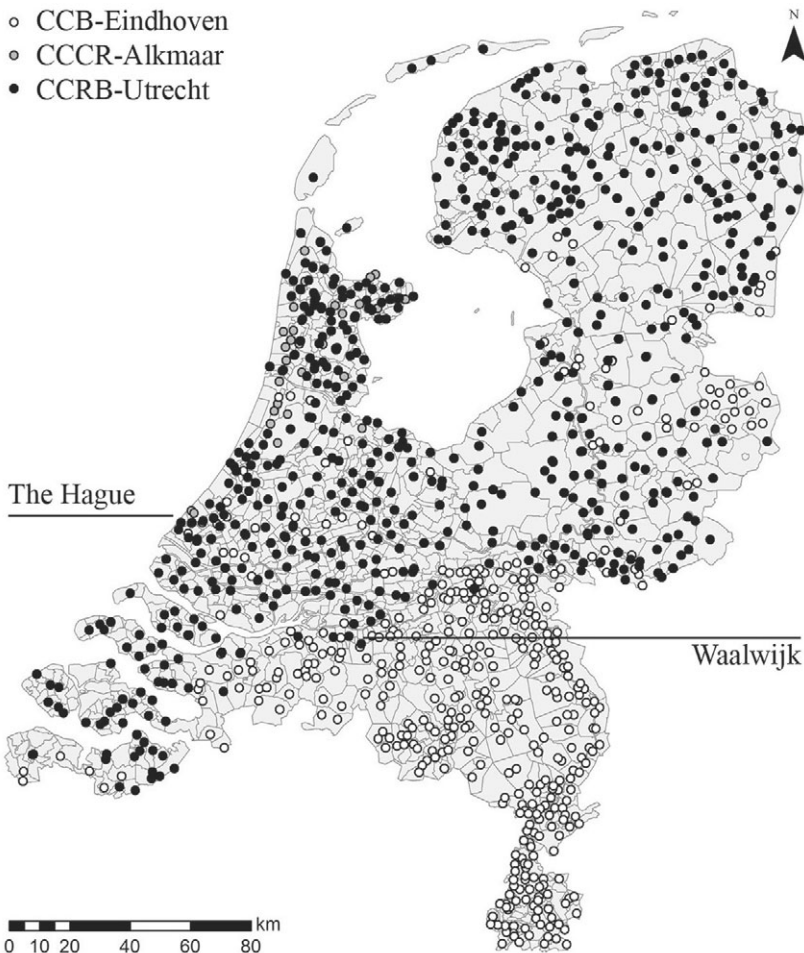 CCB-Eindhoven
CCCR-Alkmaar
CCRB-Utrecht
N
The Hague
Waalwijk
km
0 10 20 40 60 80